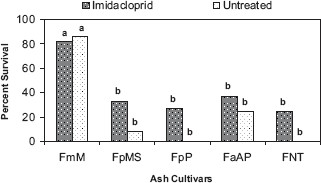 Imidacloprid Untreated
Percent Survival
100
80
60
40
20
0
a a
b b
b b
b b
b b
FmM FpMS FpP FaAP FNT
Ash Cultivars